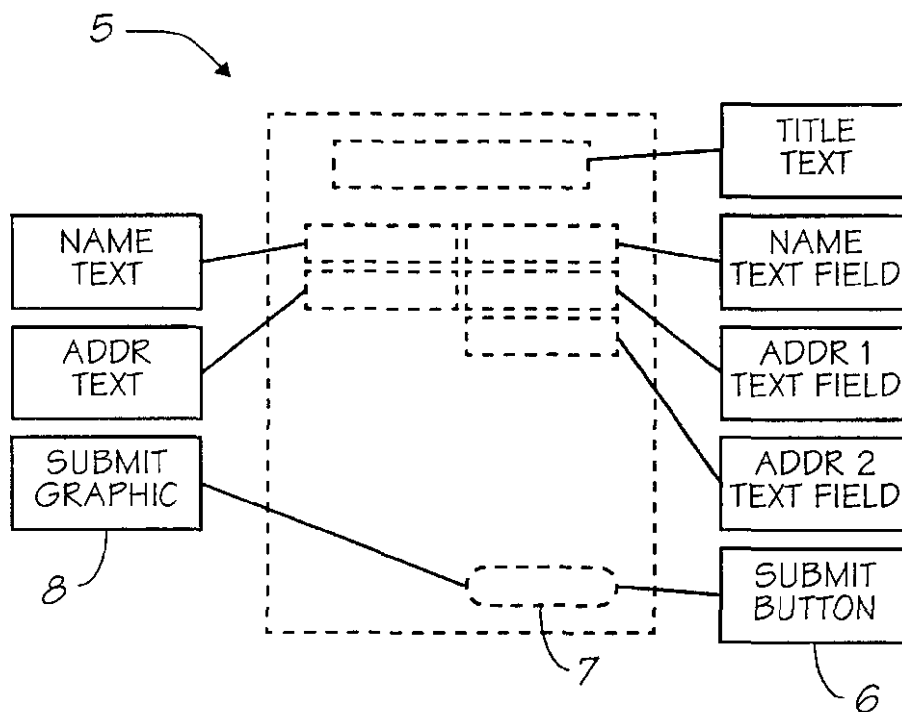 5
TITLE
TEXT
NAME
TEXT
NAME
TEXT FIELD
ADDR
TEXT
ADDR 1
TEXT FIELD
SUBMIT
GRAPHIC
ADDR 2
TEXT FIELD
SUBMIT
BUTTON
8
7
6